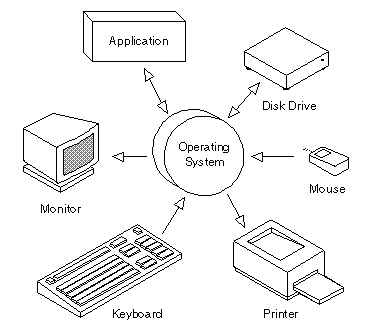 Application
Disk Drive
Operating
System
Monitor
Mouse
Keyboard
Printer